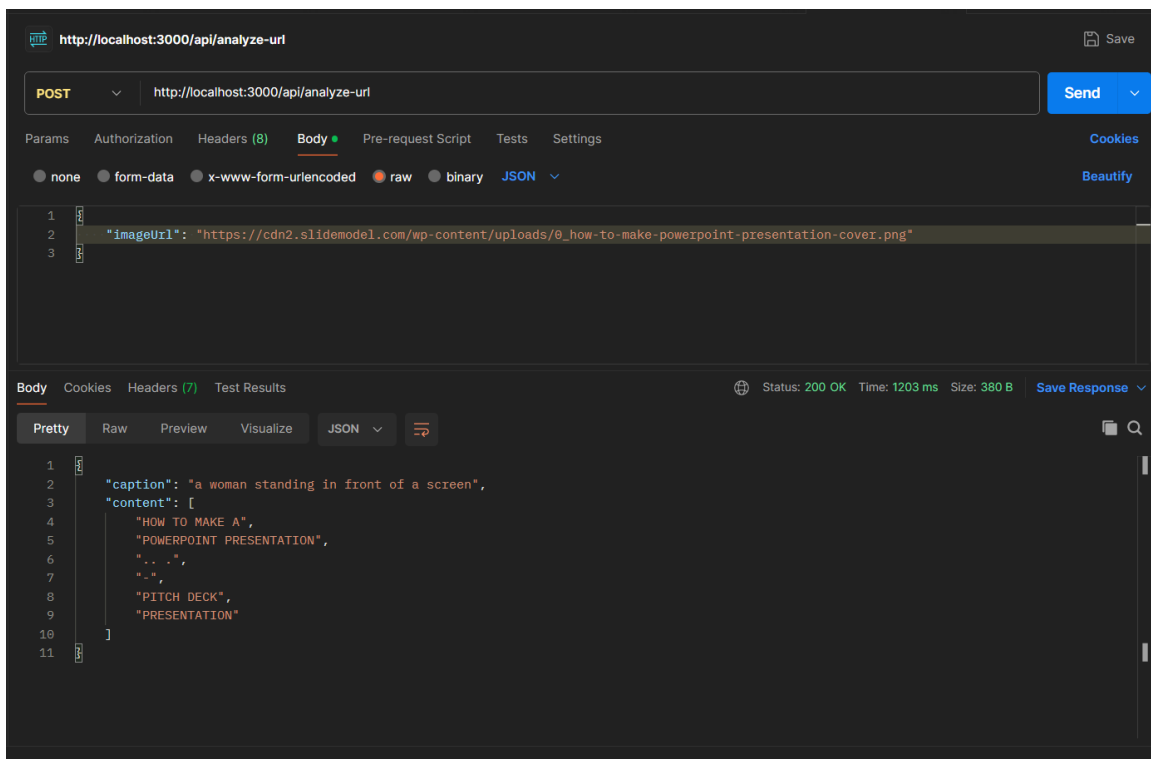 HTTP http://localhost:3000/api/analyze-url Save
POST http://localhost:3000/api/analyze-url Send
Params Authorization Headers (8) Body Pre-request Script Tests Settings Cookies
none form-data x-www-form-urlencoded raw binary JSON Beautify
1 {
2 "imageUrl": "https://cdn2.slidemodel.com/wp-content/uploads/0_how-to-make-powerpoint-presentation-cover.png"
3 }
Body Cookies Headers (7) Test Results Status: 200 OK Time: 1203 ms Size: 380 B Save Response
Pretty Raw Preview Visualize JSON
1 {
2 "caption": "a woman standing in front of a screen",
3 "content": [
4 "HOW TO MAKE A",
5 "POWERPOINT PRESENTATION",
6 ".. .",
7 "-",
8 "PITCH DECK",
9 "PRESENTATION"
10 ]
11 }